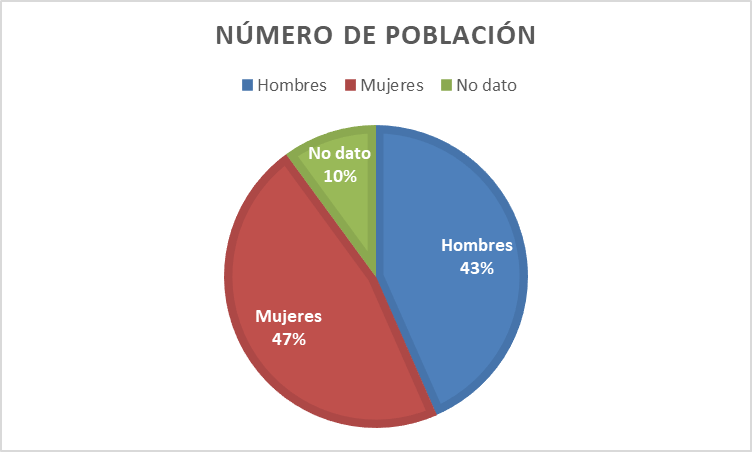 NÚMERO DE POBLACIÓN
Hombres Mujeres No dato
No dato
10%
Hombres
43%
Mujeres
47%